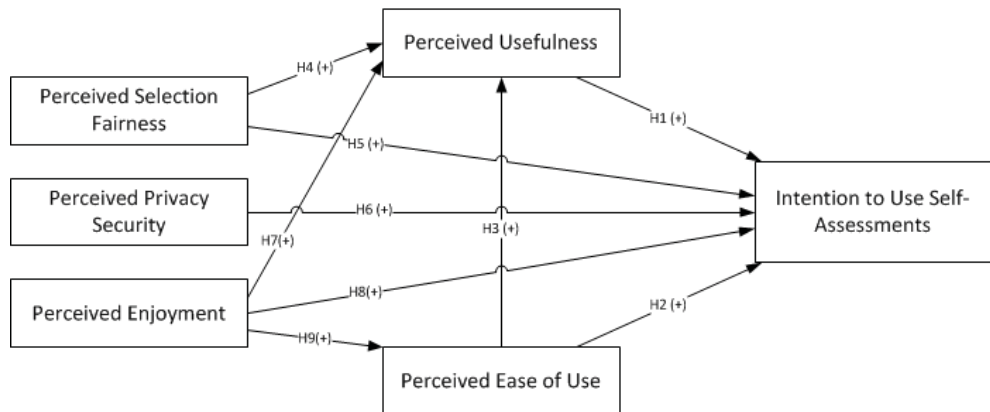 Perceived Usefulness
H4 (+)
Perceived Selection
Fairness
H1 (+)
H5 (+)
Perceived Privacy
Security
H6 (+)
Intention to Use Self-
Assessments
H3 (+)
H7(+)
Perceived Enjoyment
H8(+)
H2 (+)
H9(+)
Perceived Ease of Use